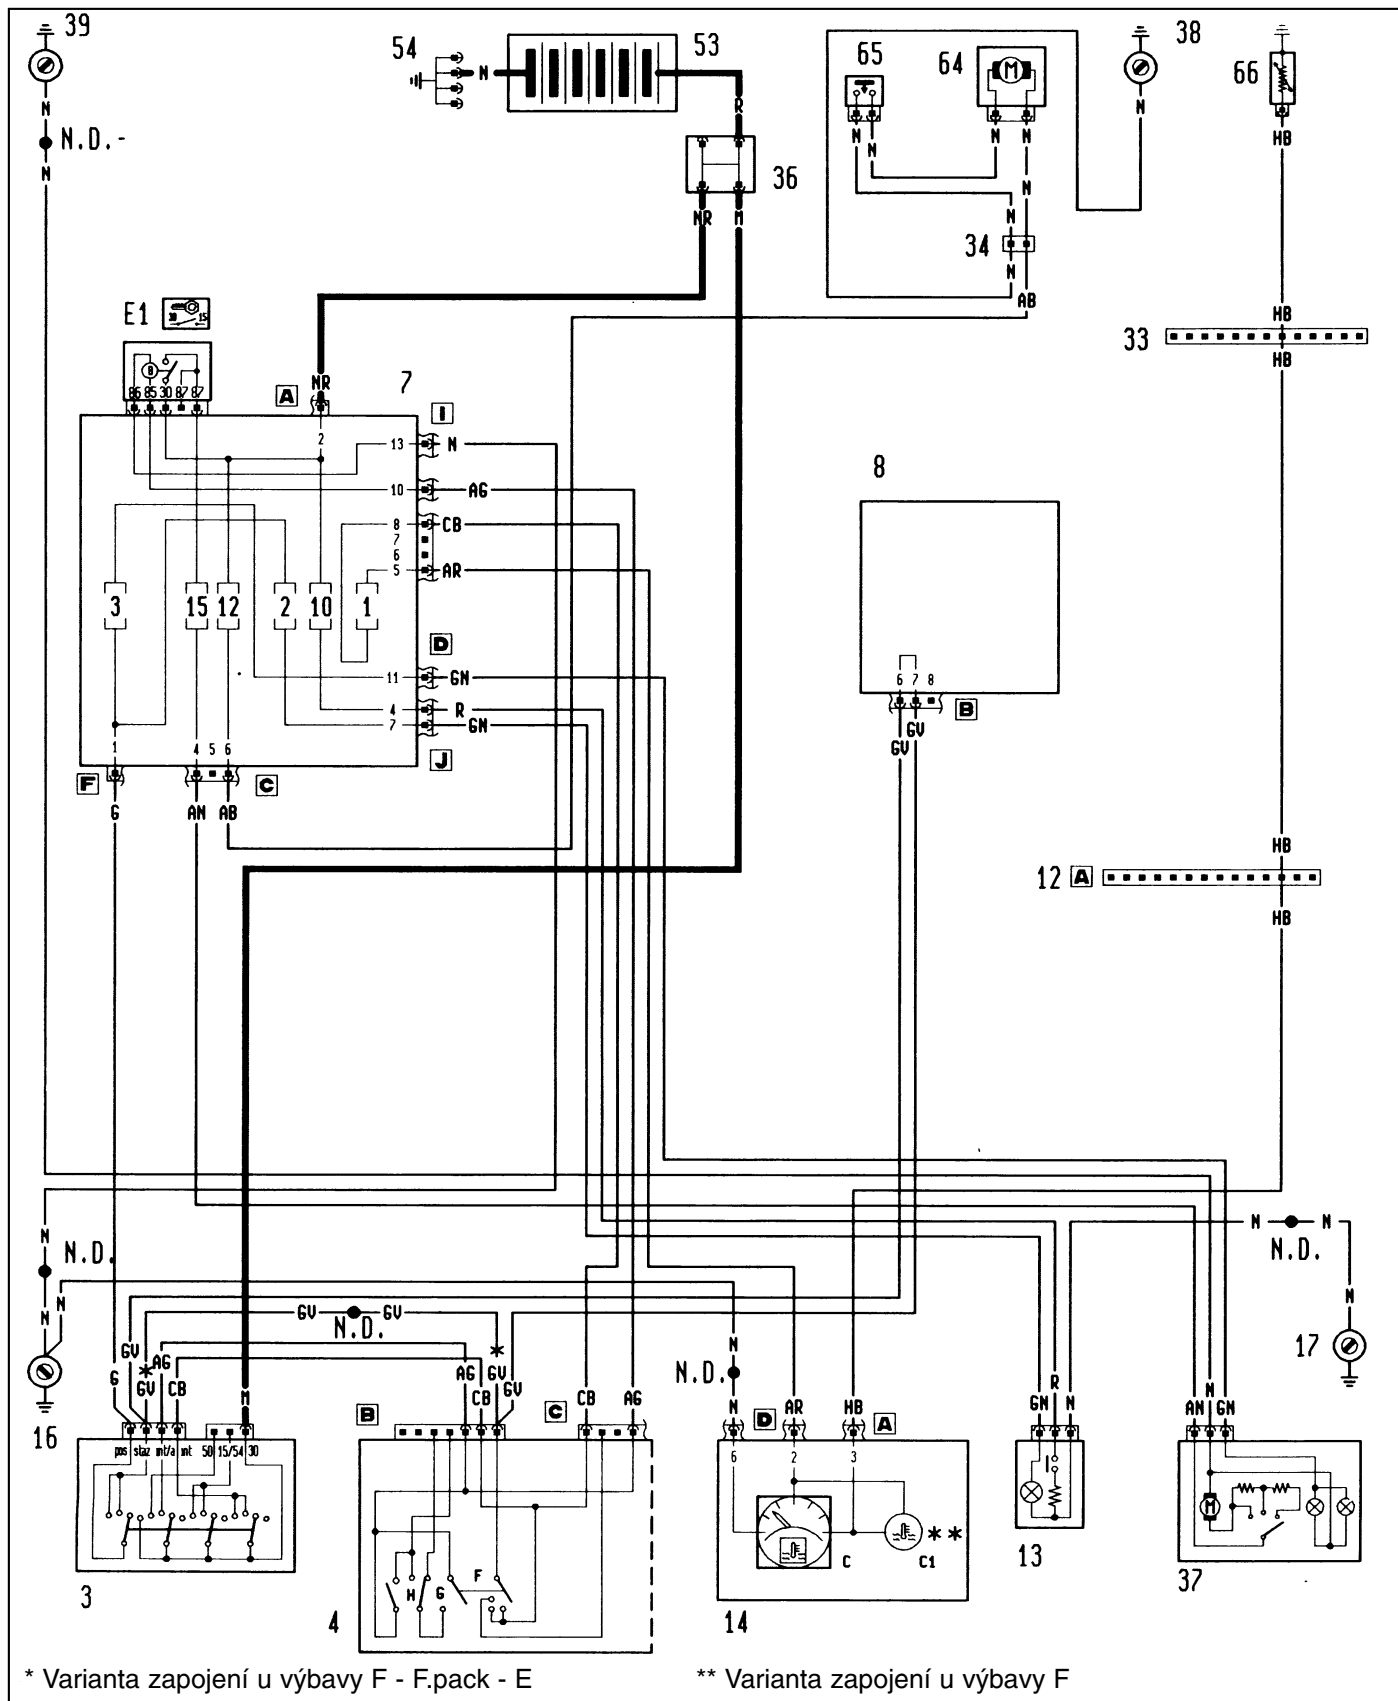 39
54
53
65
64
38
66
N
M
R
N
N
HB
N.D.-
N
N
N
N
N
36
NR
M
N
34
N
AB
E1
30 15
HB
33
HB
B
86 85 30 87 87
NR
A
7
I
2
13 N
10 AG
8
8 CB
7
6
5 AR
3 15 12 2 10 1
D
11 GN
4 R
7 GN
6 7 8
B
1 4 5 6
J
GV GV
F
C
G AN AB
HB
12 A
HB
N
N.D.
N N
N.D.
N
N.D.
N
N
GV GV
N.D.
N
17
GV
*
AG
*
N
G
GV
CB
M
AG
CB
GV
GV
CB
AG
N.D.
N
AR
HB
GN
R
N
AN
N
GN
16
B
C
D
A
pos staz int/a int 50 15/54 30
6 2 3
M
* *
C C1
H G F
3
4
14
13
37
* Varianta zapojení u výbavy F - F.pack - E
** Varianta zapojení u výbavy F